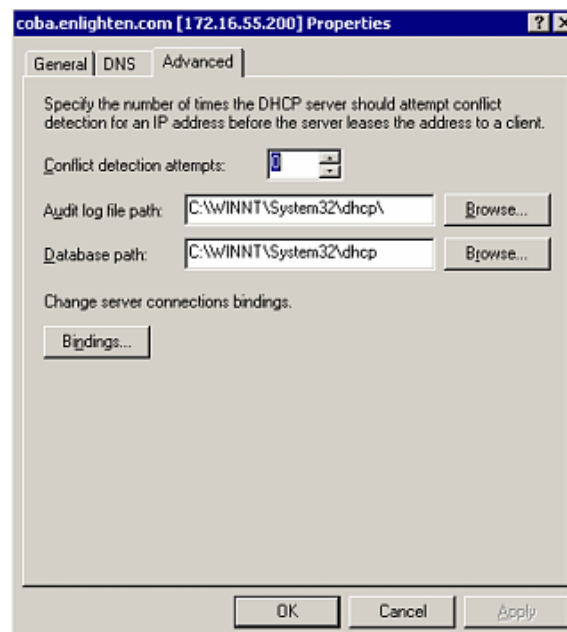 coba.enlighten.com [172.16.55.200] Properties
General DNS Advanced
Specify the number of times the DHCP server should attempt conflict
detection for an IP address before the server leases the address to a client.
Conflict detection attempts: 0
Audit log file path: C:\WINNT\System32\dhcp\ Browse...
Database path: C:\WINNT\System32\dhcp Browse...
Change server connections bindings.
Bindings...
OK Cancel Apply